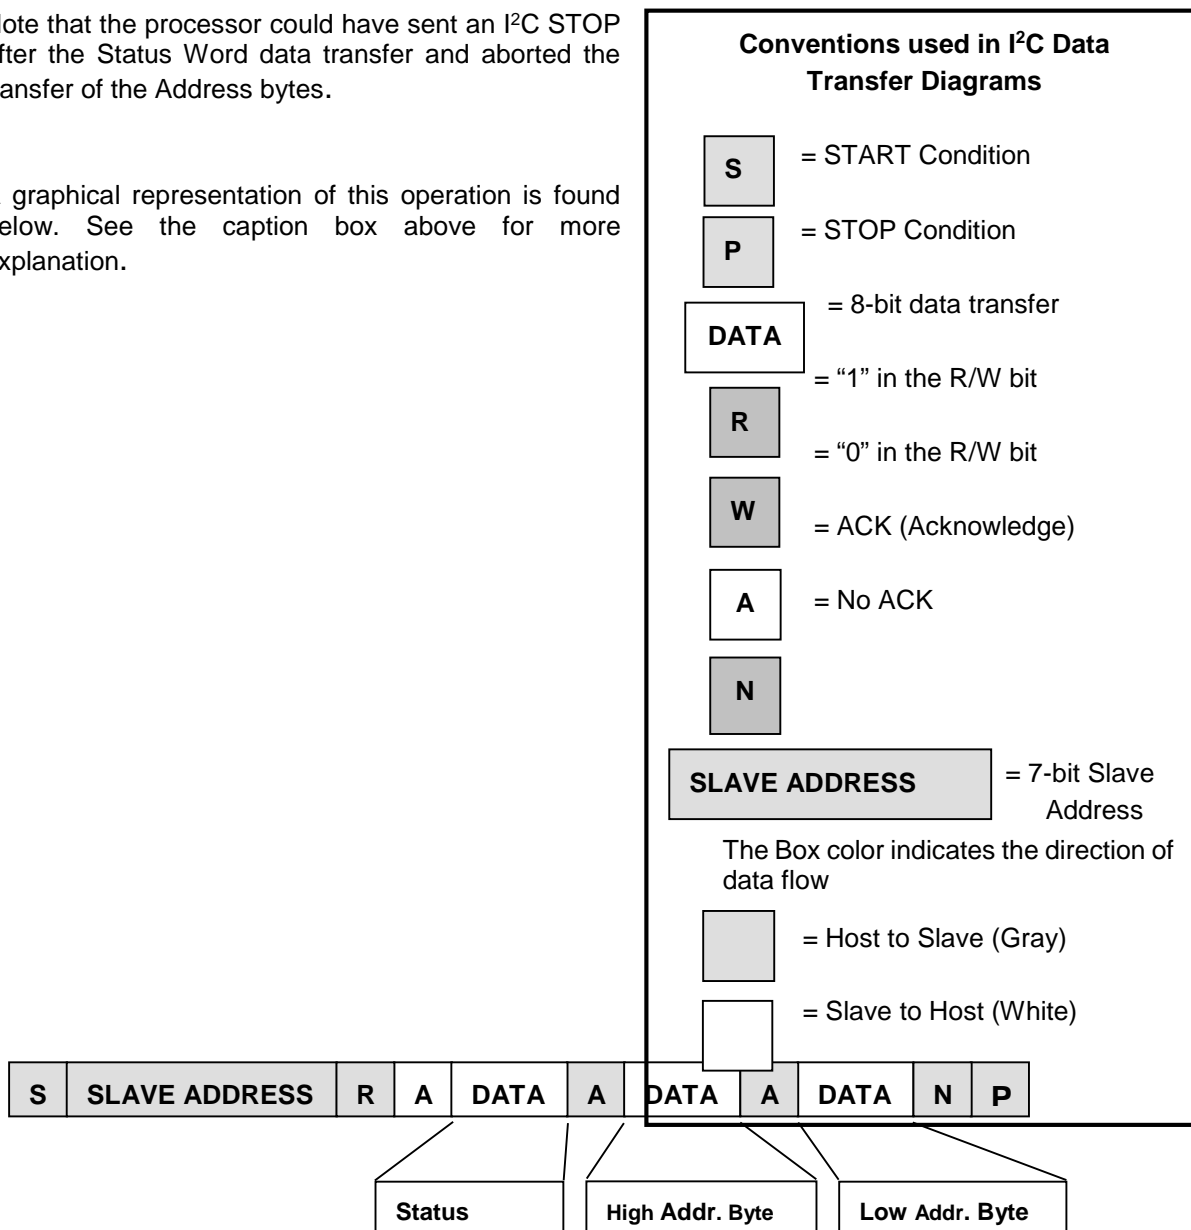 ote that the processor could have sent an I²C STOP
fter the Status Word data transfer and aborted the
ansfer of the Address bytes.
graphical representation of this operation is found
elow. See the caption box above for more
xplanation.
Conventions used in I²C Data
Transfer Diagrams
S = START Condition
P = STOP Condition
DATA = 8-bit data transfer
R = “1” in the R/W bit
W = “0” in the R/W bit
A = ACK (Acknowledge)
N = No ACK
SLAVE ADDRESS = 7-bit Slave
Address
The Box color indicates the direction of
data flow
= Host to Slave (Gray)
= Slave to Host (White)
S SLAVE ADDRESS R A DATA A DATA A DATA N P
Status High Addr. Byte Low Addr. Byte